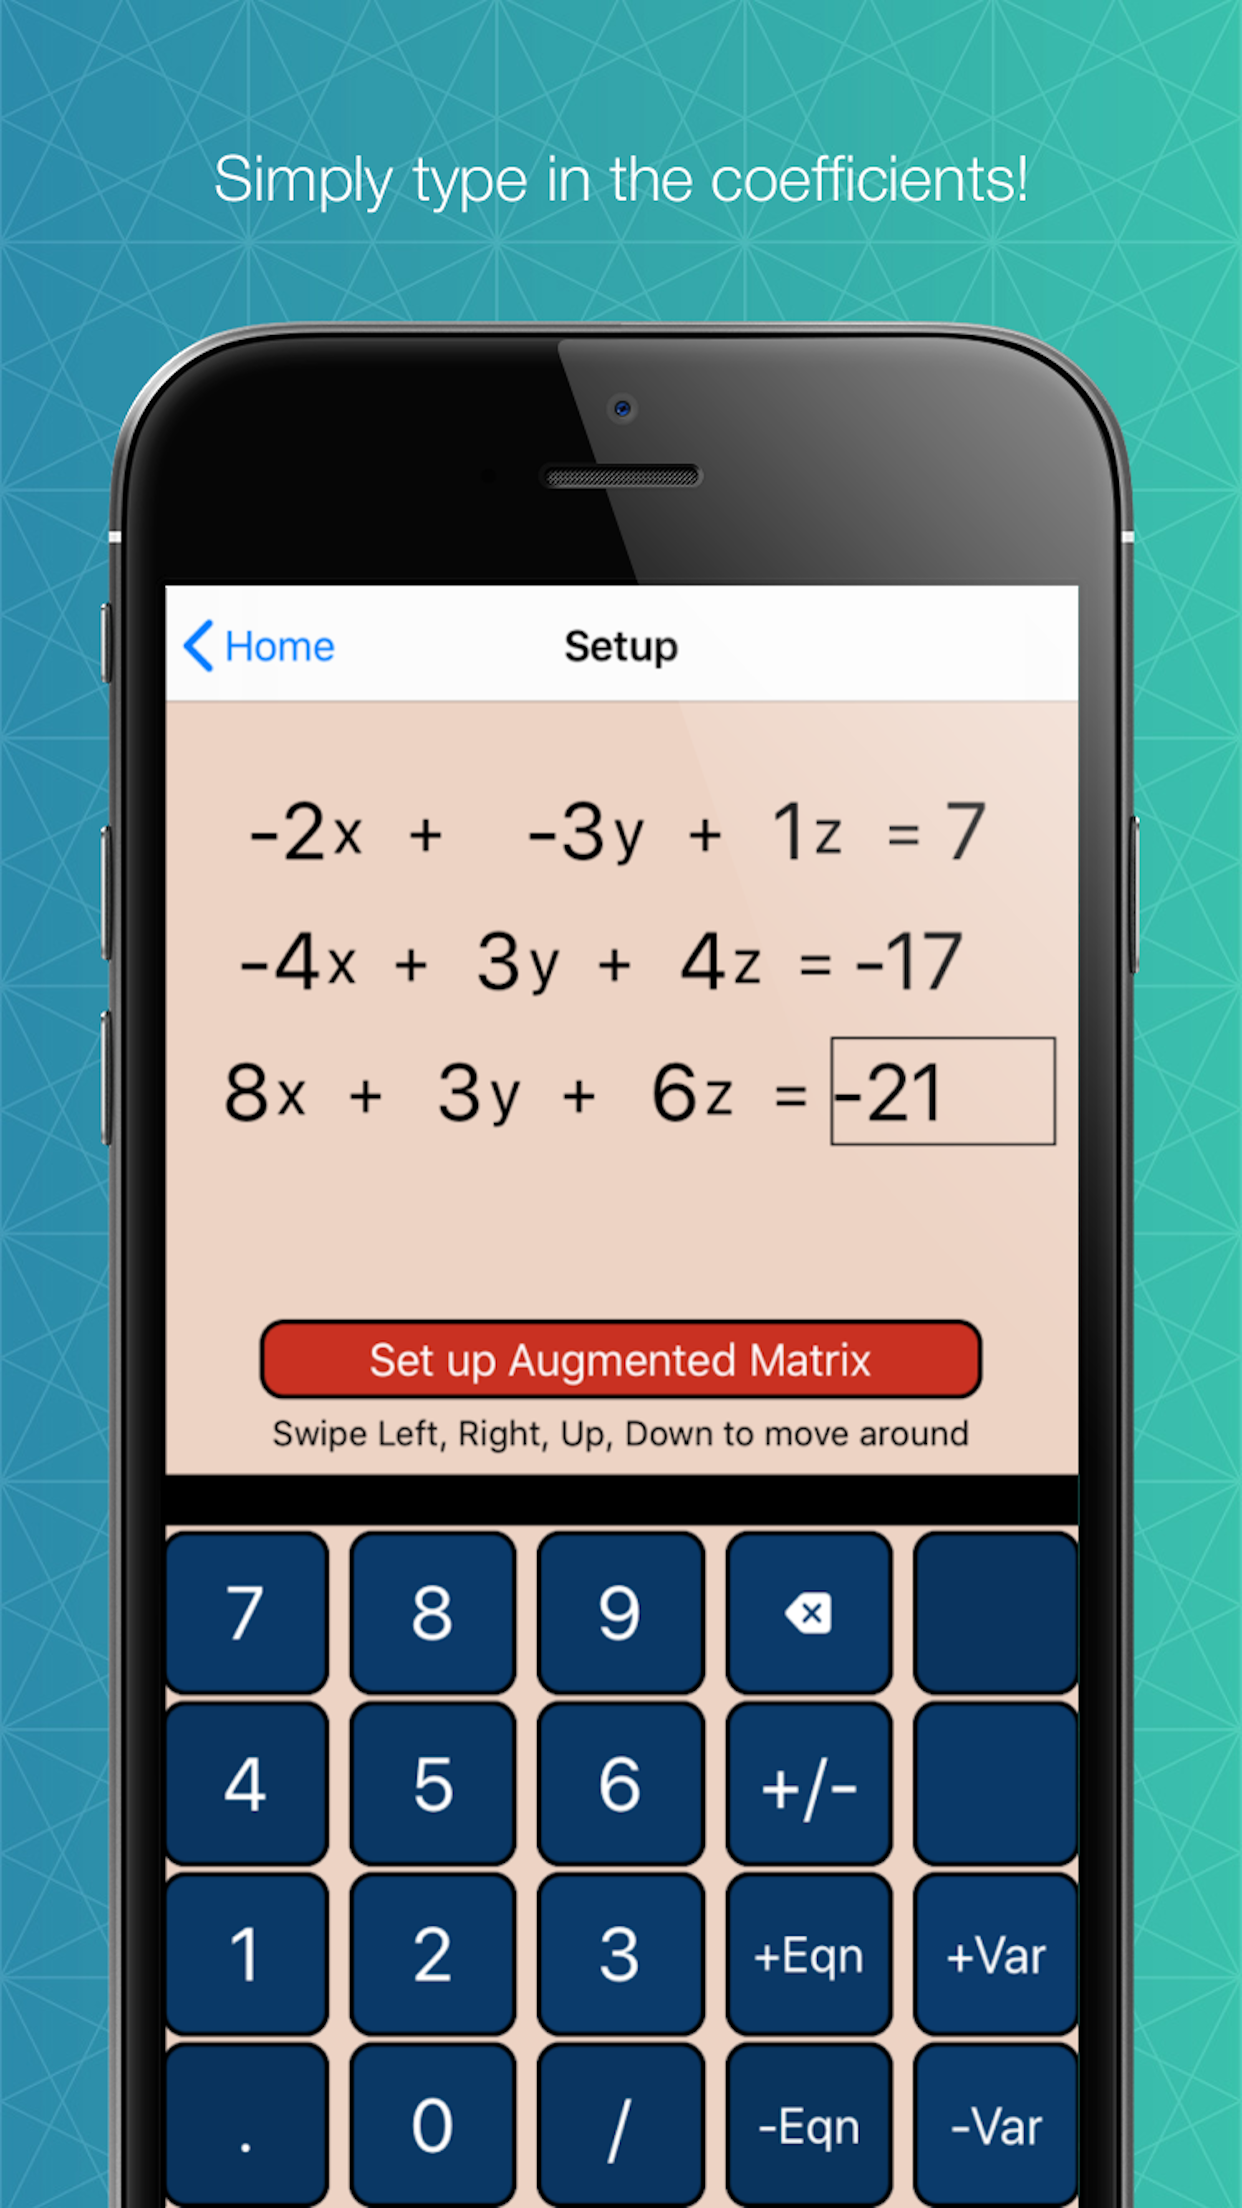 Simply type in the coefficients!
Home Setup
-2x + -3y + 1z = 7
-4x + 3y + 4z = -17
8x + 3y + 6z = -21
Set up Augmented Matrix
Swipe Left, Right, Up, Down to move around
7 8 9
4 5 6 +/-
1 2 3 +Eqn +Var
. 0 / -Eqn -Var